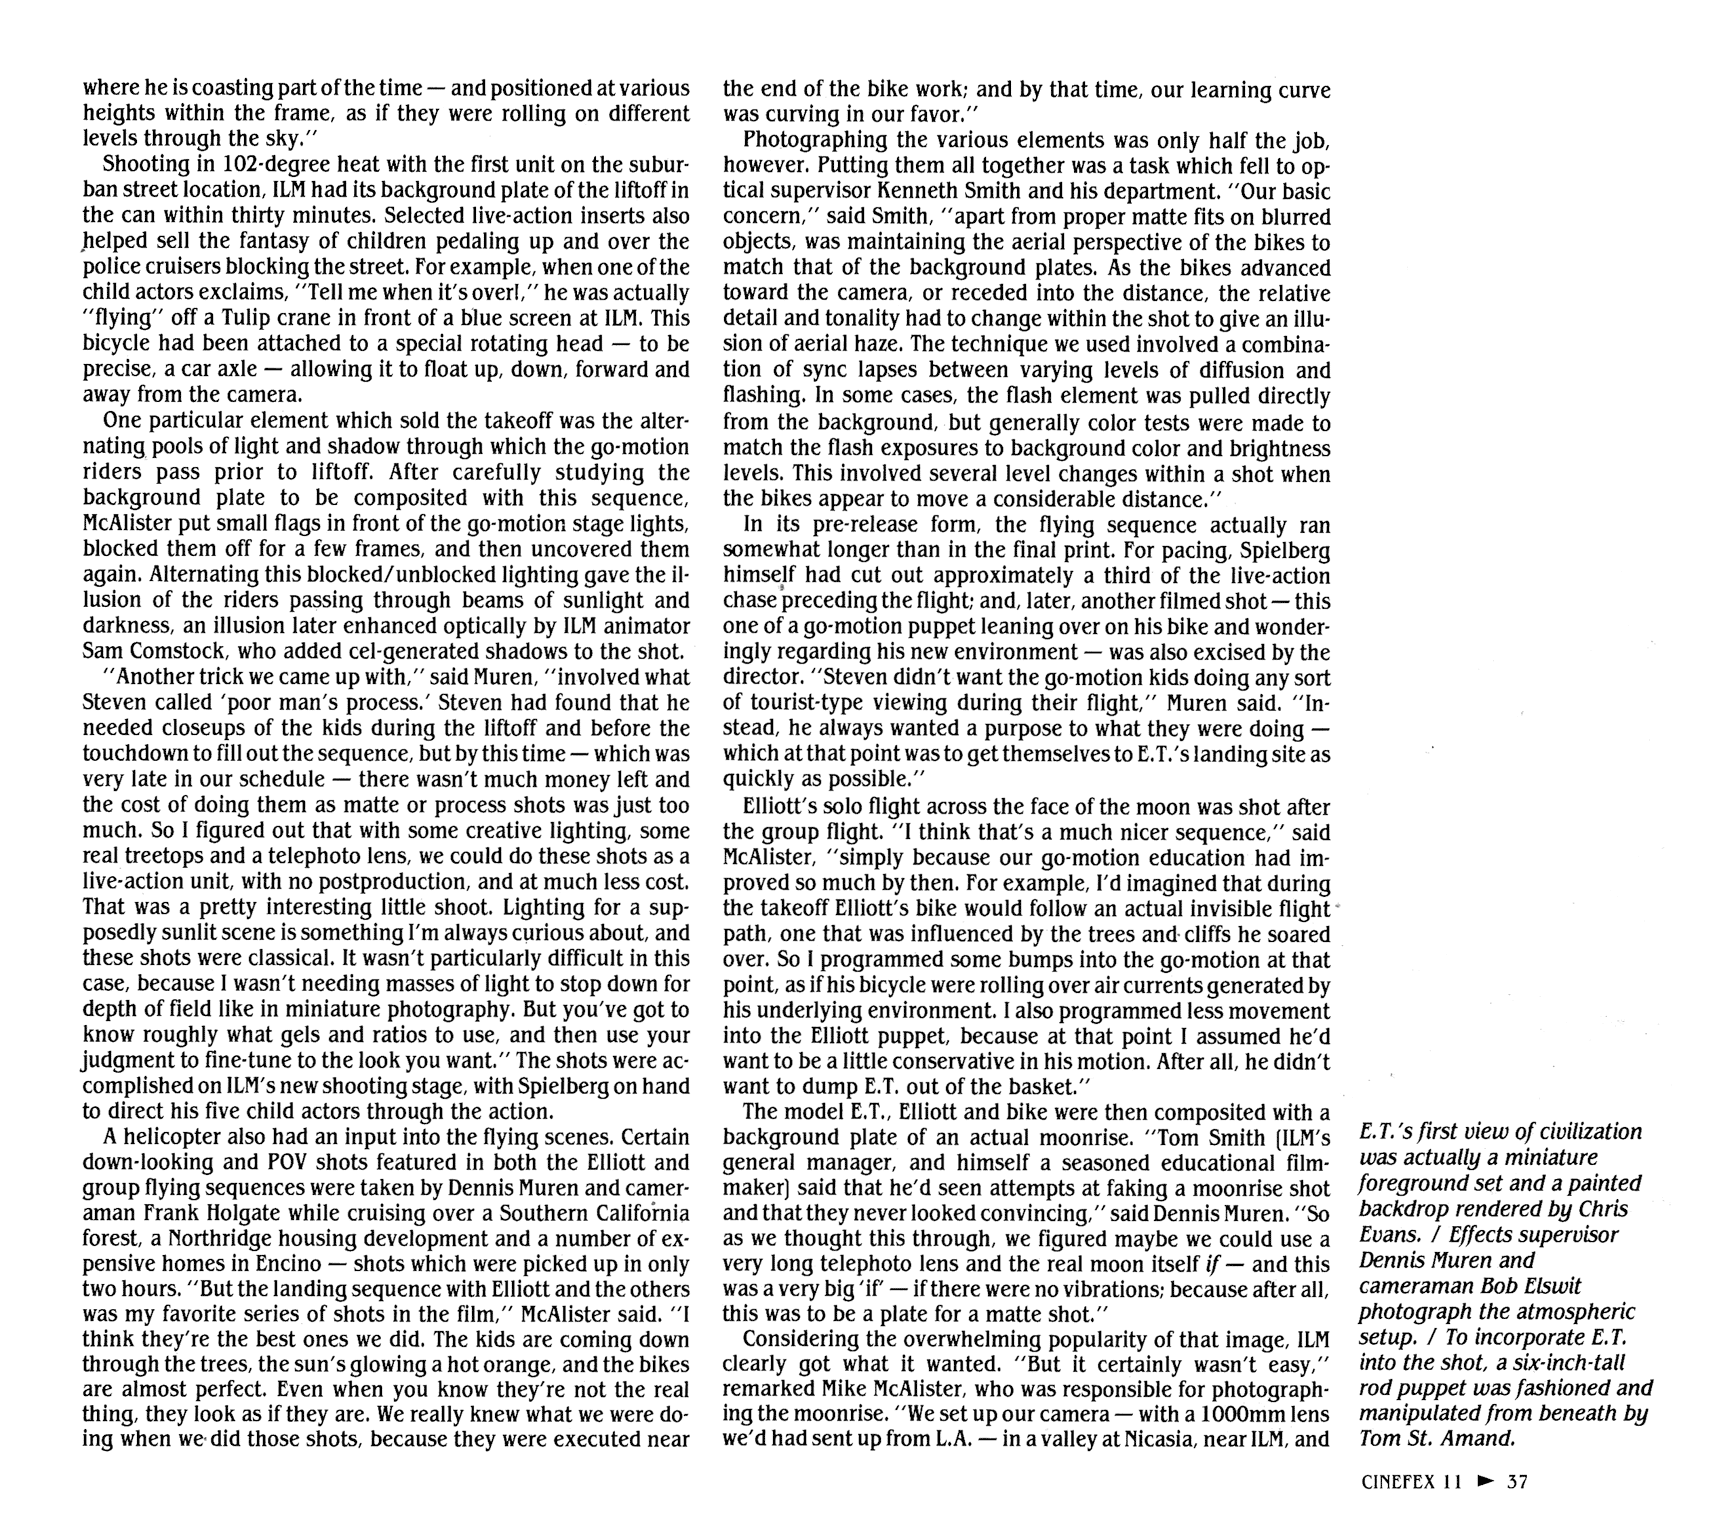 where he is coasting part of the time — and positioned at various
heights within the frame, as if they were rolling on different
levels through the sky.”
Shooting in 102-degree heat with the first unit on the subur-
ban street location, ILM had its background plate of the liftoff in
the can within thirty minutes. Selected live-action inserts also
helped sell the fantasy of children pedaling up and over the
police cruisers blocking the street. For example, when one of the
child actors exclaims, “Tell me when it’s over!,” he was actually
“flying” off a Tulip crane in front of a blue screen at ILM. This
bicycle had been attached to a special rotating head — to be
precise, a car axle — allowing it to float up, down, forward and
away from the camera.
One particular element which sold the takeoff was the alter-
nating pools of light and shadow through which the go-motion
riders pass prior to liftoff. After carefully studying the
background plate to be composited with this sequence,
McAlister put small flags in front of the go-motion stage lights,
blocked them off for a few frames, and then uncovered them
again. Alternating this blocked/unblocked lighting gave the il-
lusion of the riders passing through beams of sunlight and
darkness, an illusion later enhanced optically by ILM animator
Sam Comstock, who added cel-generated shadows to the shot.
“Another trick we came up with,” said Muren, “involved what
Steven called ‘poor man’s process.’ Steven had found that he
needed closeups of the kids during the liftoff and before the
touchdown to fill out the sequence, but by this time — which was
very late in our schedule — there wasn’t much money left and
the cost of doing them as matte or process shots was just too
much. So I figured out that with some creative lighting, some
real treetops and a telephoto lens, we could do these shots as a
live-action unit, with no postproduction, and at much less cost.
That was a pretty interesting little shoot. Lighting for a sup-
posedly sunlit scene is something I’m always curious about, and
these shots were classical. It wasn’t particularly difficult in this
case, because I wasn’t needing masses of light to stop down for
depth of field like in miniature photography. But you’ve got to
know roughly what gels and ratios to use, and then use your
judgment to fine-tune to the look you want.” The shots were ac-
complished on ILM’s new shooting stage, with Spielberg on hand
to direct his five child actors through the action.
A helicopter also had an input into the flying scenes. Certain
down-looking and POV shots featured in both the Elliott and
group flying sequences were taken by Dennis Muren and camer-
aman Frank Holgate while cruising over a Southern California
forest, a Northridge housing development and a number of ex-
pensive homes in Encino — shots which were picked up in only
two hours. “But the landing sequence with Elliott and the others
was my favorite series of shots in the film,” McAlister said. “I
think they’re the best ones we did. The kids are coming down
through the trees, the sun’s glowing a hot orange, and the bikes
are almost perfect. Even when you know they’re not the real
thing, they look as if they are. We really knew what we were do-
ing when we did those shots, because they were executed near
the end of the bike work; and by that time, our learning curve
was curving in our favor.”
Photographing the various elements was only half the job,
however. Putting them all together was a task which fell to op-
tical supervisor Kenneth Smith and his department. “Our basic
concern,” said Smith, “apart from proper matte fits on blurred
objects, was maintaining the aerial perspective of the bikes to
match that of the background plates. As the bikes advanced
toward the camera, or receded into the distance, the relative
detail and tonality had to change within the shot to give an illu-
sion of aerial haze. The technique we used involved a combina-
tion of sync lapses between varying levels of diffusion and
flashing. In some cases, the flash element was pulled directly
from the background, but generally color tests were made to
match the flash exposures to background color and brightness
levels. This involved several level changes within a shot when
the bikes appear to move a considerable distance.”
In its pre-release form, the flying sequence actually ran
somewhat longer than in the final print. For pacing, Spielberg
himself had cut out approximately a third of the live-action
chase preceding the flight; and, later, another filmed shot — this
one of a go-motion puppet leaning over on his bike and wonder-
ingly regarding his new environment — was also excised by the
director. “Steven didn’t want the go-motion kids doing any sort
of tourist-type viewing during their flight,” Muren said. “In-
stead, he always wanted a purpose to what they were doing —
which at that point was to get themselves to E.T.’s landing site as
quickly as possible.”
Elliott’s solo flight across the face of the moon was shot after
the group flight. “I think that’s a much nicer sequence,” said
McAlister, “simply because our go-motion education had im-
proved so much by then. For example, I’d imagined that during
the takeoff Elliott’s bike would follow an actual invisible flight
path, one that was influenced by the trees and cliffs he soared
over. So I programmed some bumps into the go-motion at that
point, as if his bicycle were rolling over air currents generated by
his underlying environment. I also programmed less movement
into the Elliott puppet, because at that point I assumed he’d
want to be a little conservative in his motion. After all, he didn’t
want to dump E.T. out of the basket.”
The model E.T., Elliott and bike were then composited with a
background plate of an actual moonrise. “Tom Smith (ILM’s
general manager, and himself a seasoned educational film-
maker) said that he’d seen attempts at faking a moonrise shot
and that they never looked convincing,” said Dennis Muren. “So
as we thought this through, we figured maybe we could use a
very long telephoto lens and the real moon itself if — and this
was a very big ‘if’ — if there were no vibrations; because after all,
this was to be a plate for a matte shot.”
Considering the overwhelming popularity of that image, ILM
clearly got what it wanted. “But it certainly wasn’t easy,”
remarked Mike McAlister, who was responsible for photograph-
ing the moonrise. “We set up our camera — with a 1000mm lens
we’d had sent up from L.A. — in a valley at Nicasia, near ILM, and
E.T.’s first view of civilization
was actually a miniature
foreground set and a painted
backdrop rendered by Chris
Evans. / Effects supervisor
Dennis Muren and
cameraman Bob Elswit
photograph the atmospheric
setup. / To incorporate E.T.
into the shot, a six-inch-tall
rod puppet was fashioned and
manipulated from beneath by
Tom St. Amand.
CINEFEX 11 ► 37